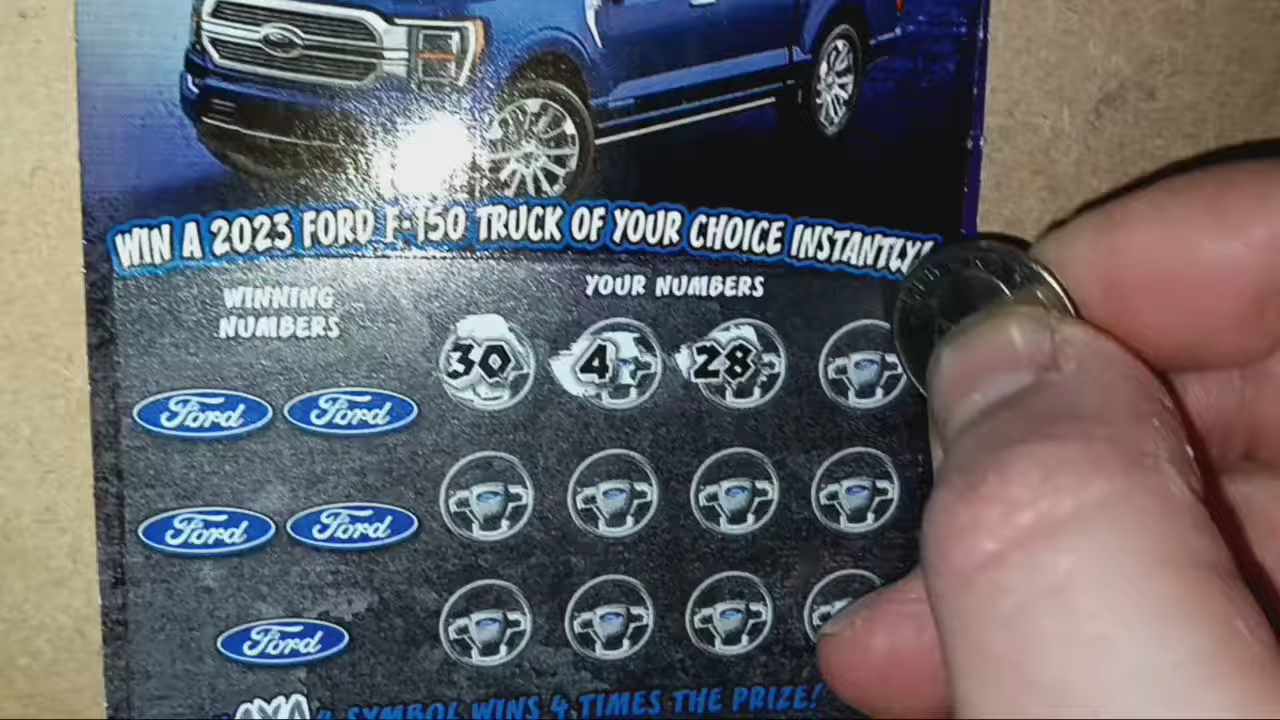 WIN A 2023 FORD F-150 TRUCK OF YOUR CHOICE INSTANTLY!
WINNING
NUMBERS
YOUR NUMBERS
30 4 28
Ford Ford
Ford Ford
Ford
" SYMBOL WINS 4 TIMES THE PRIZE!